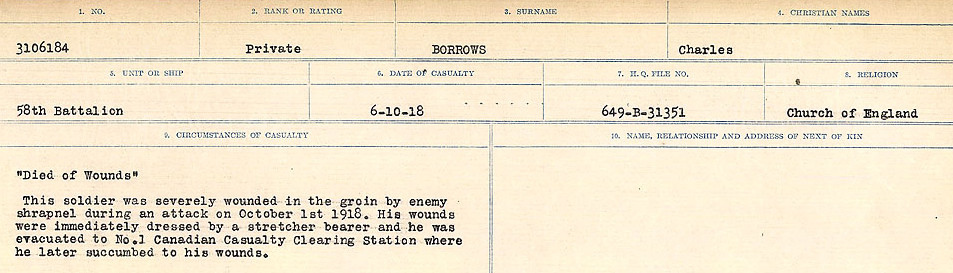 1. NO. 2. RANK OR RATING 3. SURNAME 4. CHRISTIAN NAMES
3106184 Private BORROWS Charles
5. UNIT OR SHIP 6. DATE OF CASUALTY 7. H.Q. FILE NO. 8. RELIGION
58th Battalion 6-10-18 649-B-31351 Church of England
9. CIRCUMSTANCES OF CASUALTY 10. NAME, RELATIONSHIP AND ADDRESS OF NEXT OF KIN
"Died of Wounds"
This soldier was severely wounded in the groin by enemy
shrapnel during an attack on October 1st 1918. His wounds
were immediately dressed by a stretcher bearer and he was
evacuated to No.1 Canadian Casualty Clearing Station where
he later succumbed to his wounds.